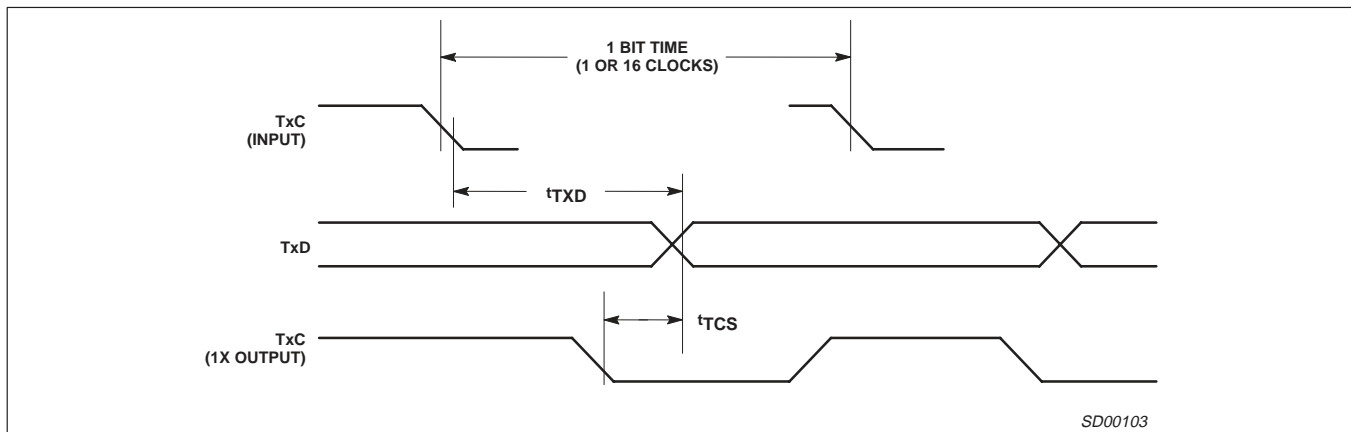 1 BIT TIME
(1 OR 16 CLOCKS)
TxC
(INPUT)
tTXD
TxD
tTCS
TxC
(1X OUTPUT)
SD00103